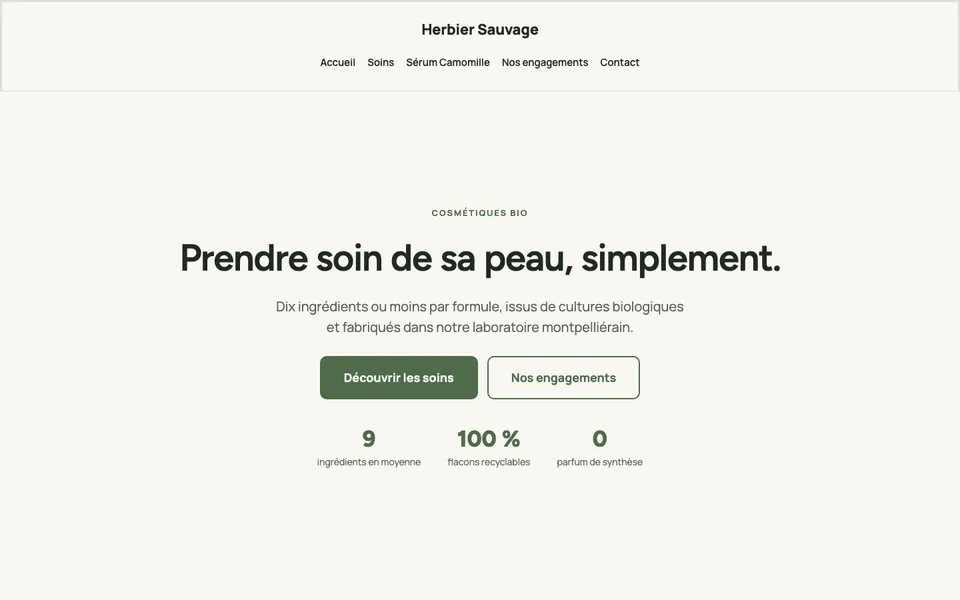 Herbier Sauvage
Accueil Soins Sérum Camomille Nos engagements Contact
COSMÉTIQUES BIO
Prendre soin de sa peau, simplement.
Dix ingrédients ou moins par formule, issus de cultures biologiques
et fabriqués dans notre laboratoire montpelliérain.
Découvrir les soins Nos engagements
9 100 % 0
ingrédients en moyenne flacons recyclables parfum de synthèse